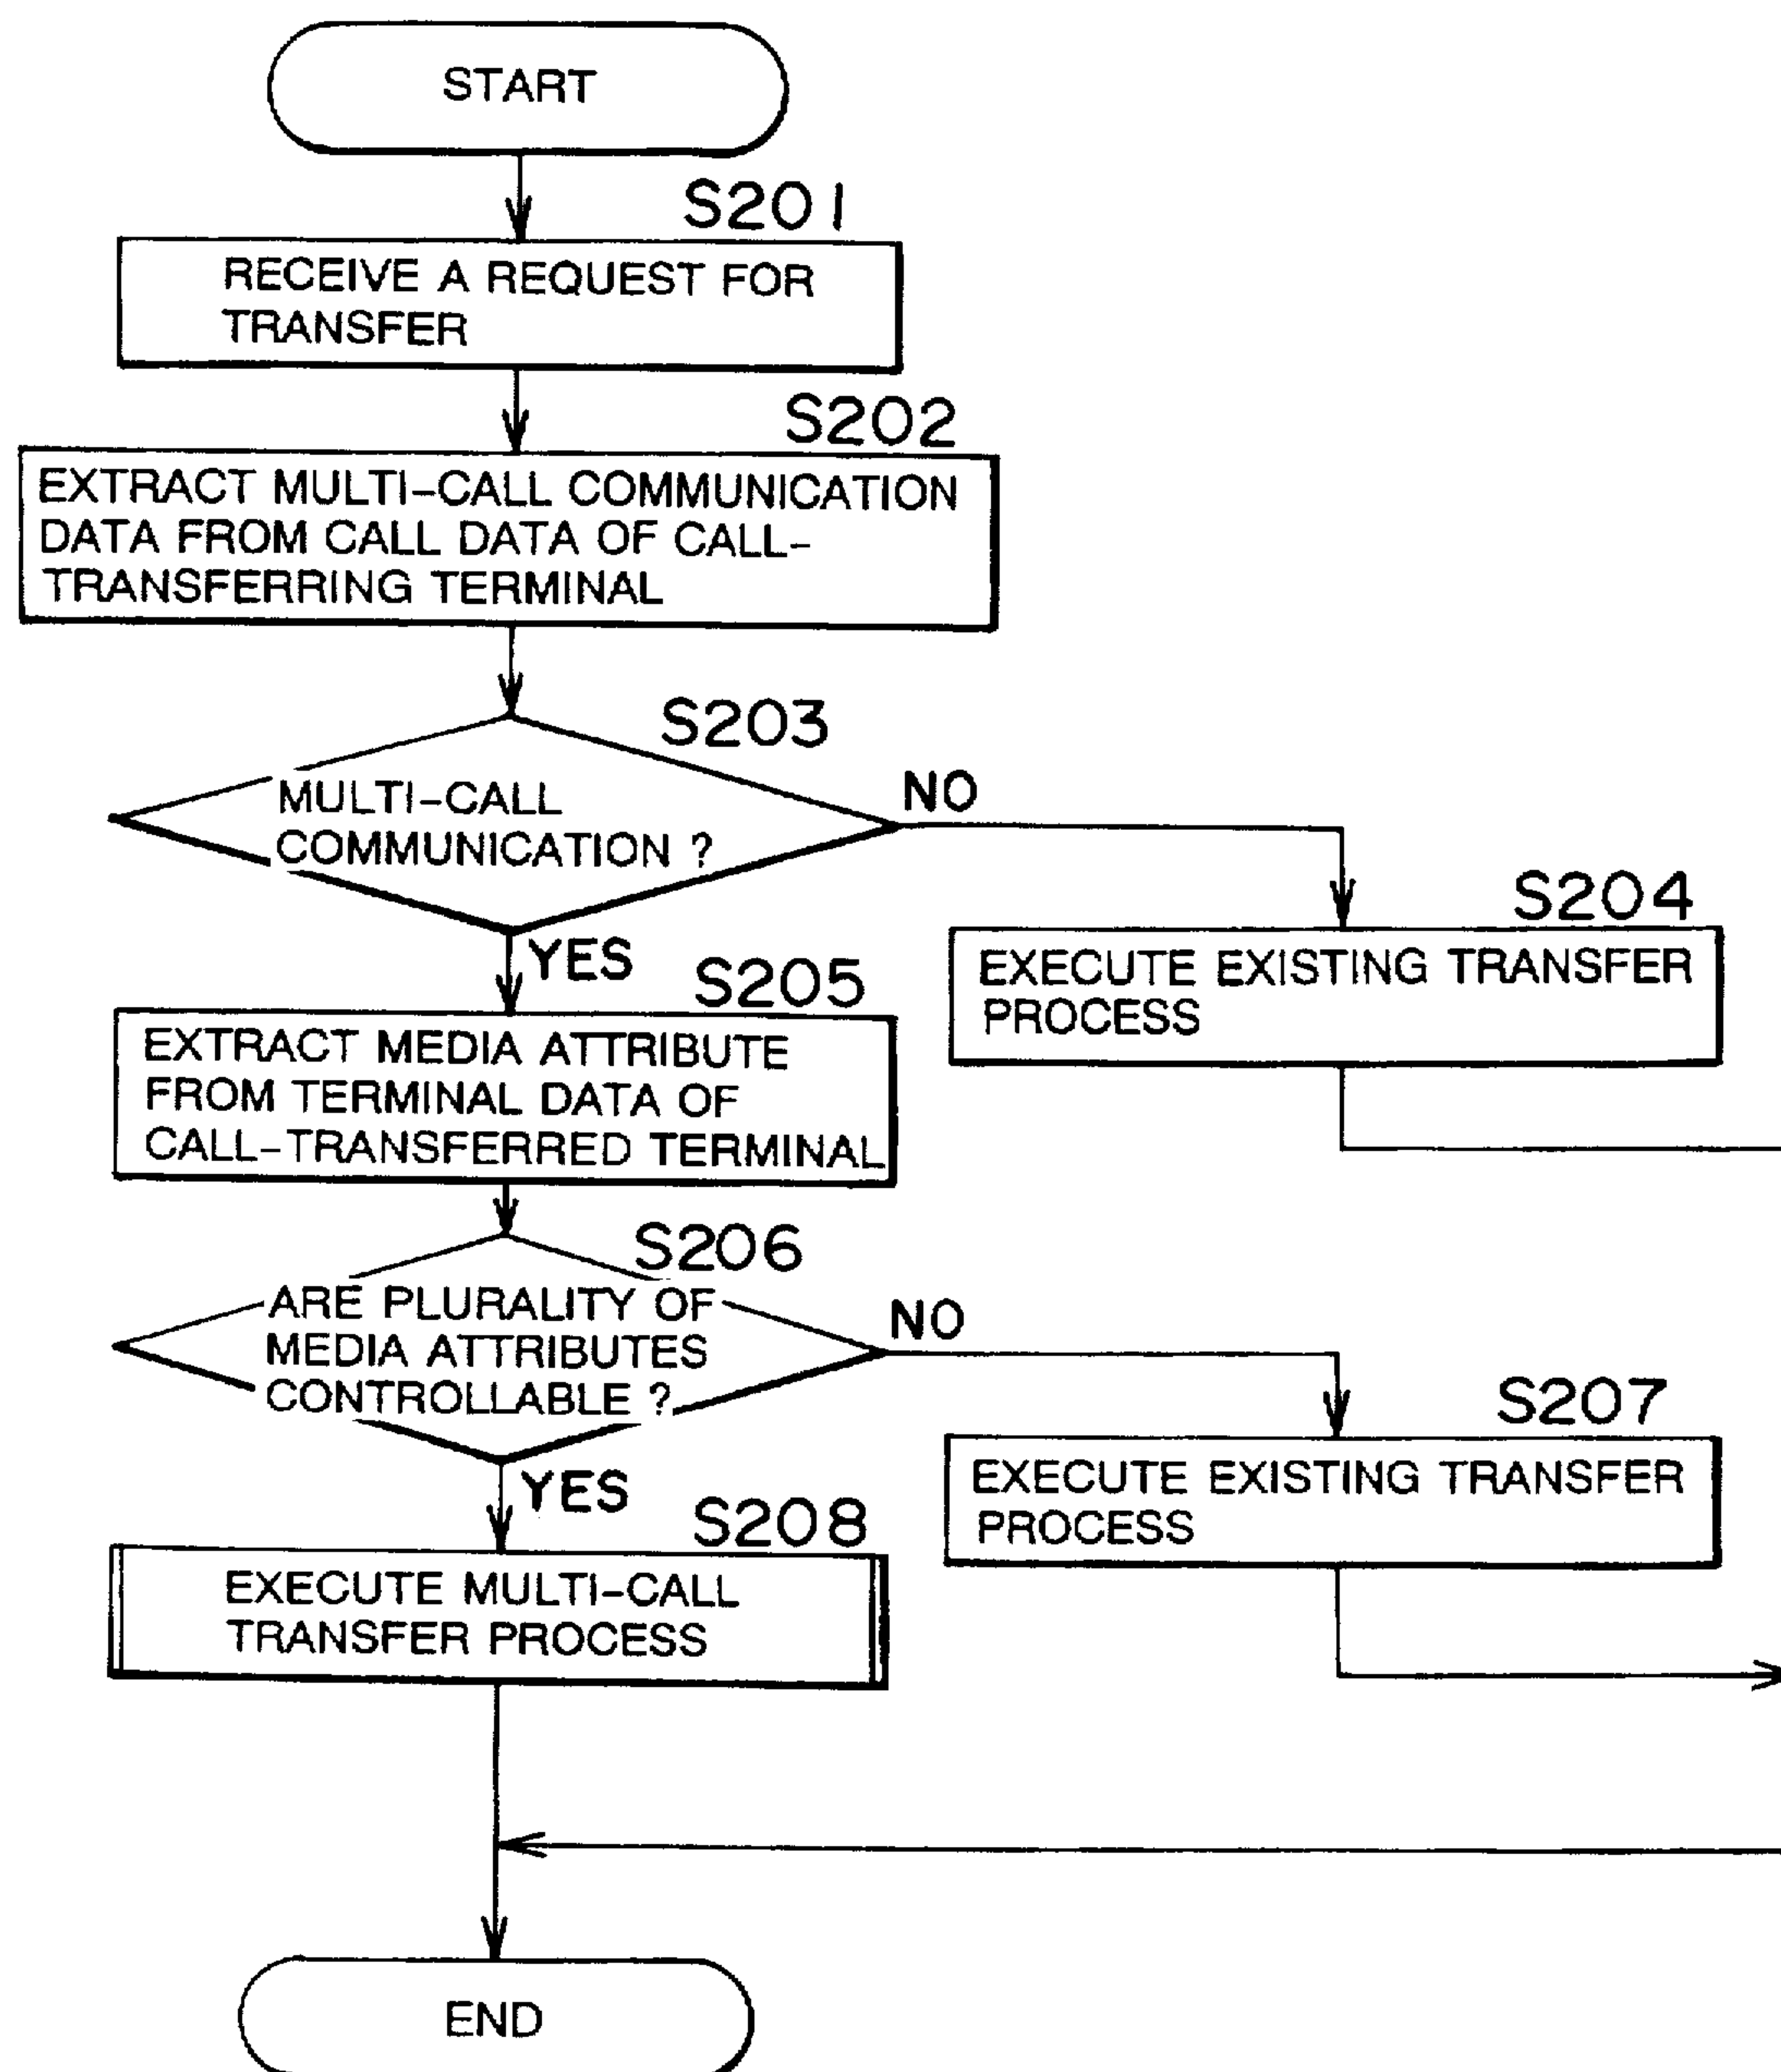 START
S201
RECEIVE A REQUEST FOR
TRANSFER
S202
EXTRACT MULTI-CALL COMMUNICATION
DATA FROM CALL DATA OF CALL-
TRANSFERRING TERMINAL
S203
MULTI-CALL
COMMUNICATION ?
NO
S204
EXECUTE EXISTING TRANSFER
PROCESS
YES
S205
EXTRACT MEDIA ATTRIBUTE
FROM TERMINAL DATA OF
CALL-TRANSFERRED TERMINAL
S206
ARE PLURALITY OF
MEDIA ATTRIBUTES
CONTROLLABLE ?
NO
S207
EXECUTE EXISTING TRANSFER
PROCESS
YES
S208
EXECUTE MULTI-CALL
TRANSFER PROCESS
END